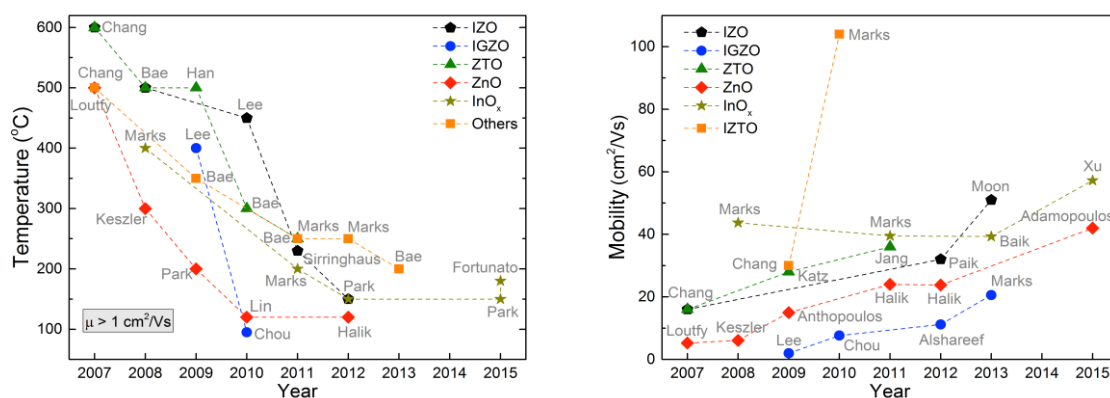 600
500
400
300
200
100
Temperature (°C)
2007 2008 2009 2010 2011 2012 2013 2014 2015
Year
IZO
IGZO
ZTO
ZnO
InOₓ
Others
Chang
Bae Han
Chang
Lee
Loutfy
Marks Lee
Bae
Keszler
Bae
Marks Marks
Bae
Sirringhaus
Bae
Fortunato
Park
Marks
Park
Lin
Park
Chou
Halik
μ > 1 cm²/Vs
100
80
60
40
20
0
Mobility (cm²/Vs)
2007 2008 2009 2010 2011 2012 2013 2014 2015
Year
IZO
IGZO
ZTO
ZnO
InOₓ
IZTO
Marks
Xu
Moon
Marks
Marks
Adamopoulos
Baik
Chang
Katz
Jang
Paik
Chang
Marks
Halik Halik
Anthopoulos
Loutfy
Keszler
Lee
Chou
Alshareef